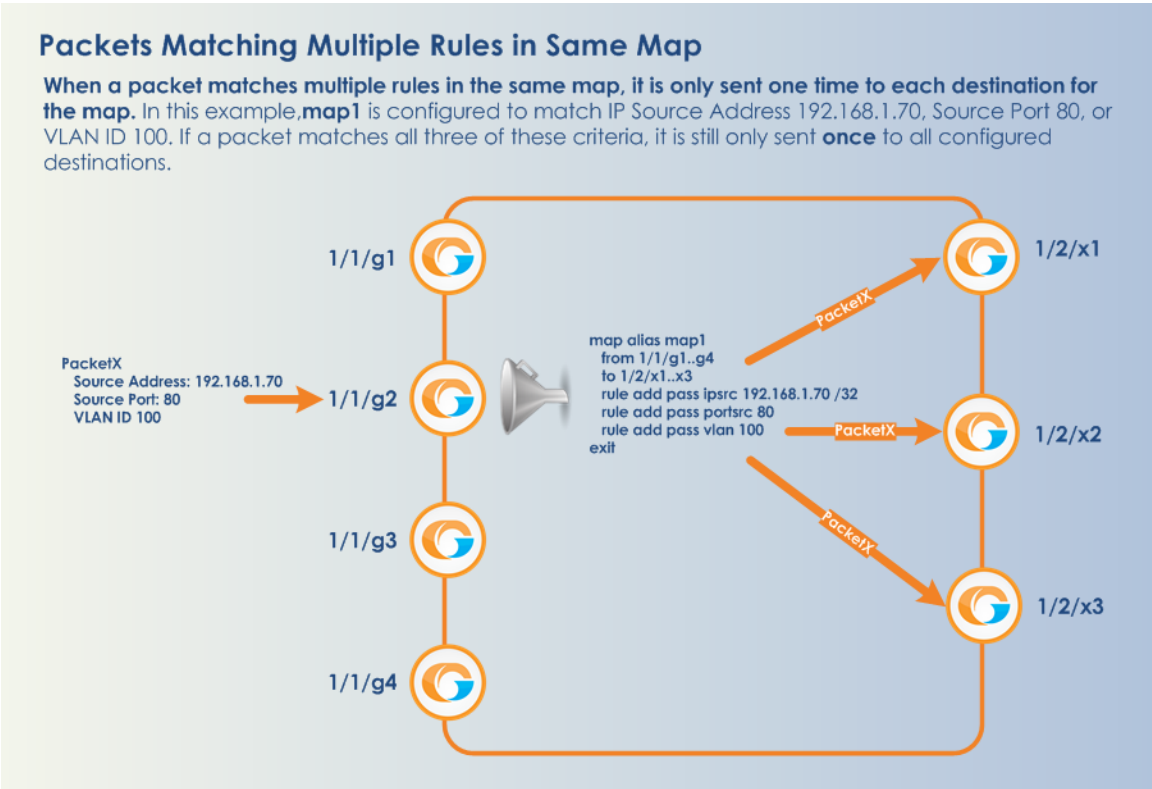 Packets Matching Multiple Rules in Same Map
When a packet matches multiple rules in the same map, it is only sent one time to each destination for
the map. In this example,map1 is configured to match IP Source Address 192.168.1.70, Source Port 80, or
VLAN ID 100. If a packet matches all three of these criteria, it is still only sent once to all configured
destinations.
1/1/g1
1/2/x1
PacketX
map alias map1
from 1/1/g1..g4
to 1/2/x1..x3
rule add pass ipsrc 192.168.1.70 /32
rule add pass portsrc 80
rule add pass vlan 100
exit
PacketX
Source Address: 192.168.1.70
Source Port: 80
VLAN ID 100
1/1/g2
PacketX
1/2/x2
PacketX
1/1/g3
1/2/x3
1/1/g4